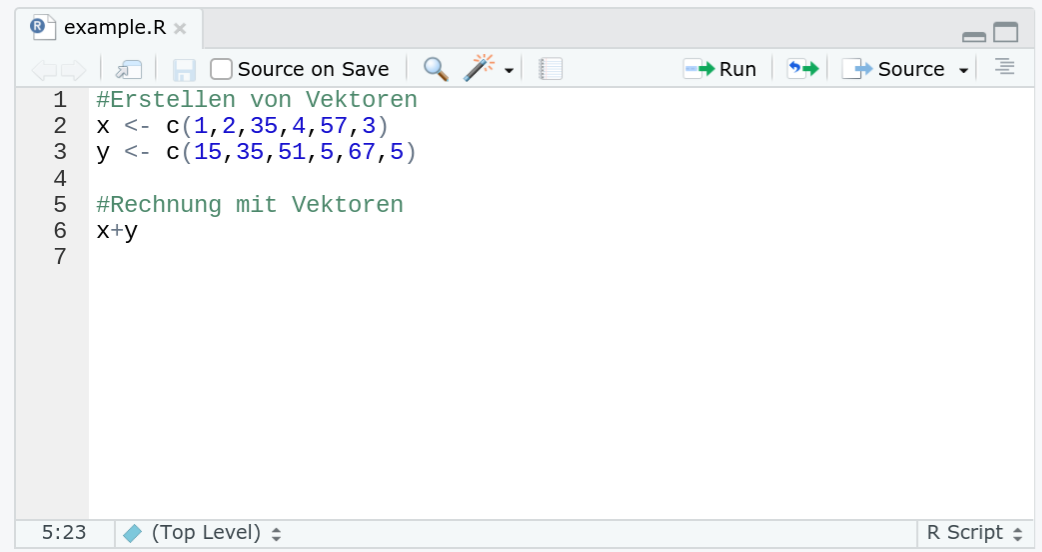 example.R
Source on Save Run Source
1 #Erstellen von Vektoren
2 x <- c(1,2,35,4,57,3)
3 y <- c(15,35,51,5,67,5)
4
5 #Rechnung mit Vektoren
6 x+y
7
5:23 (Top Level) R Script